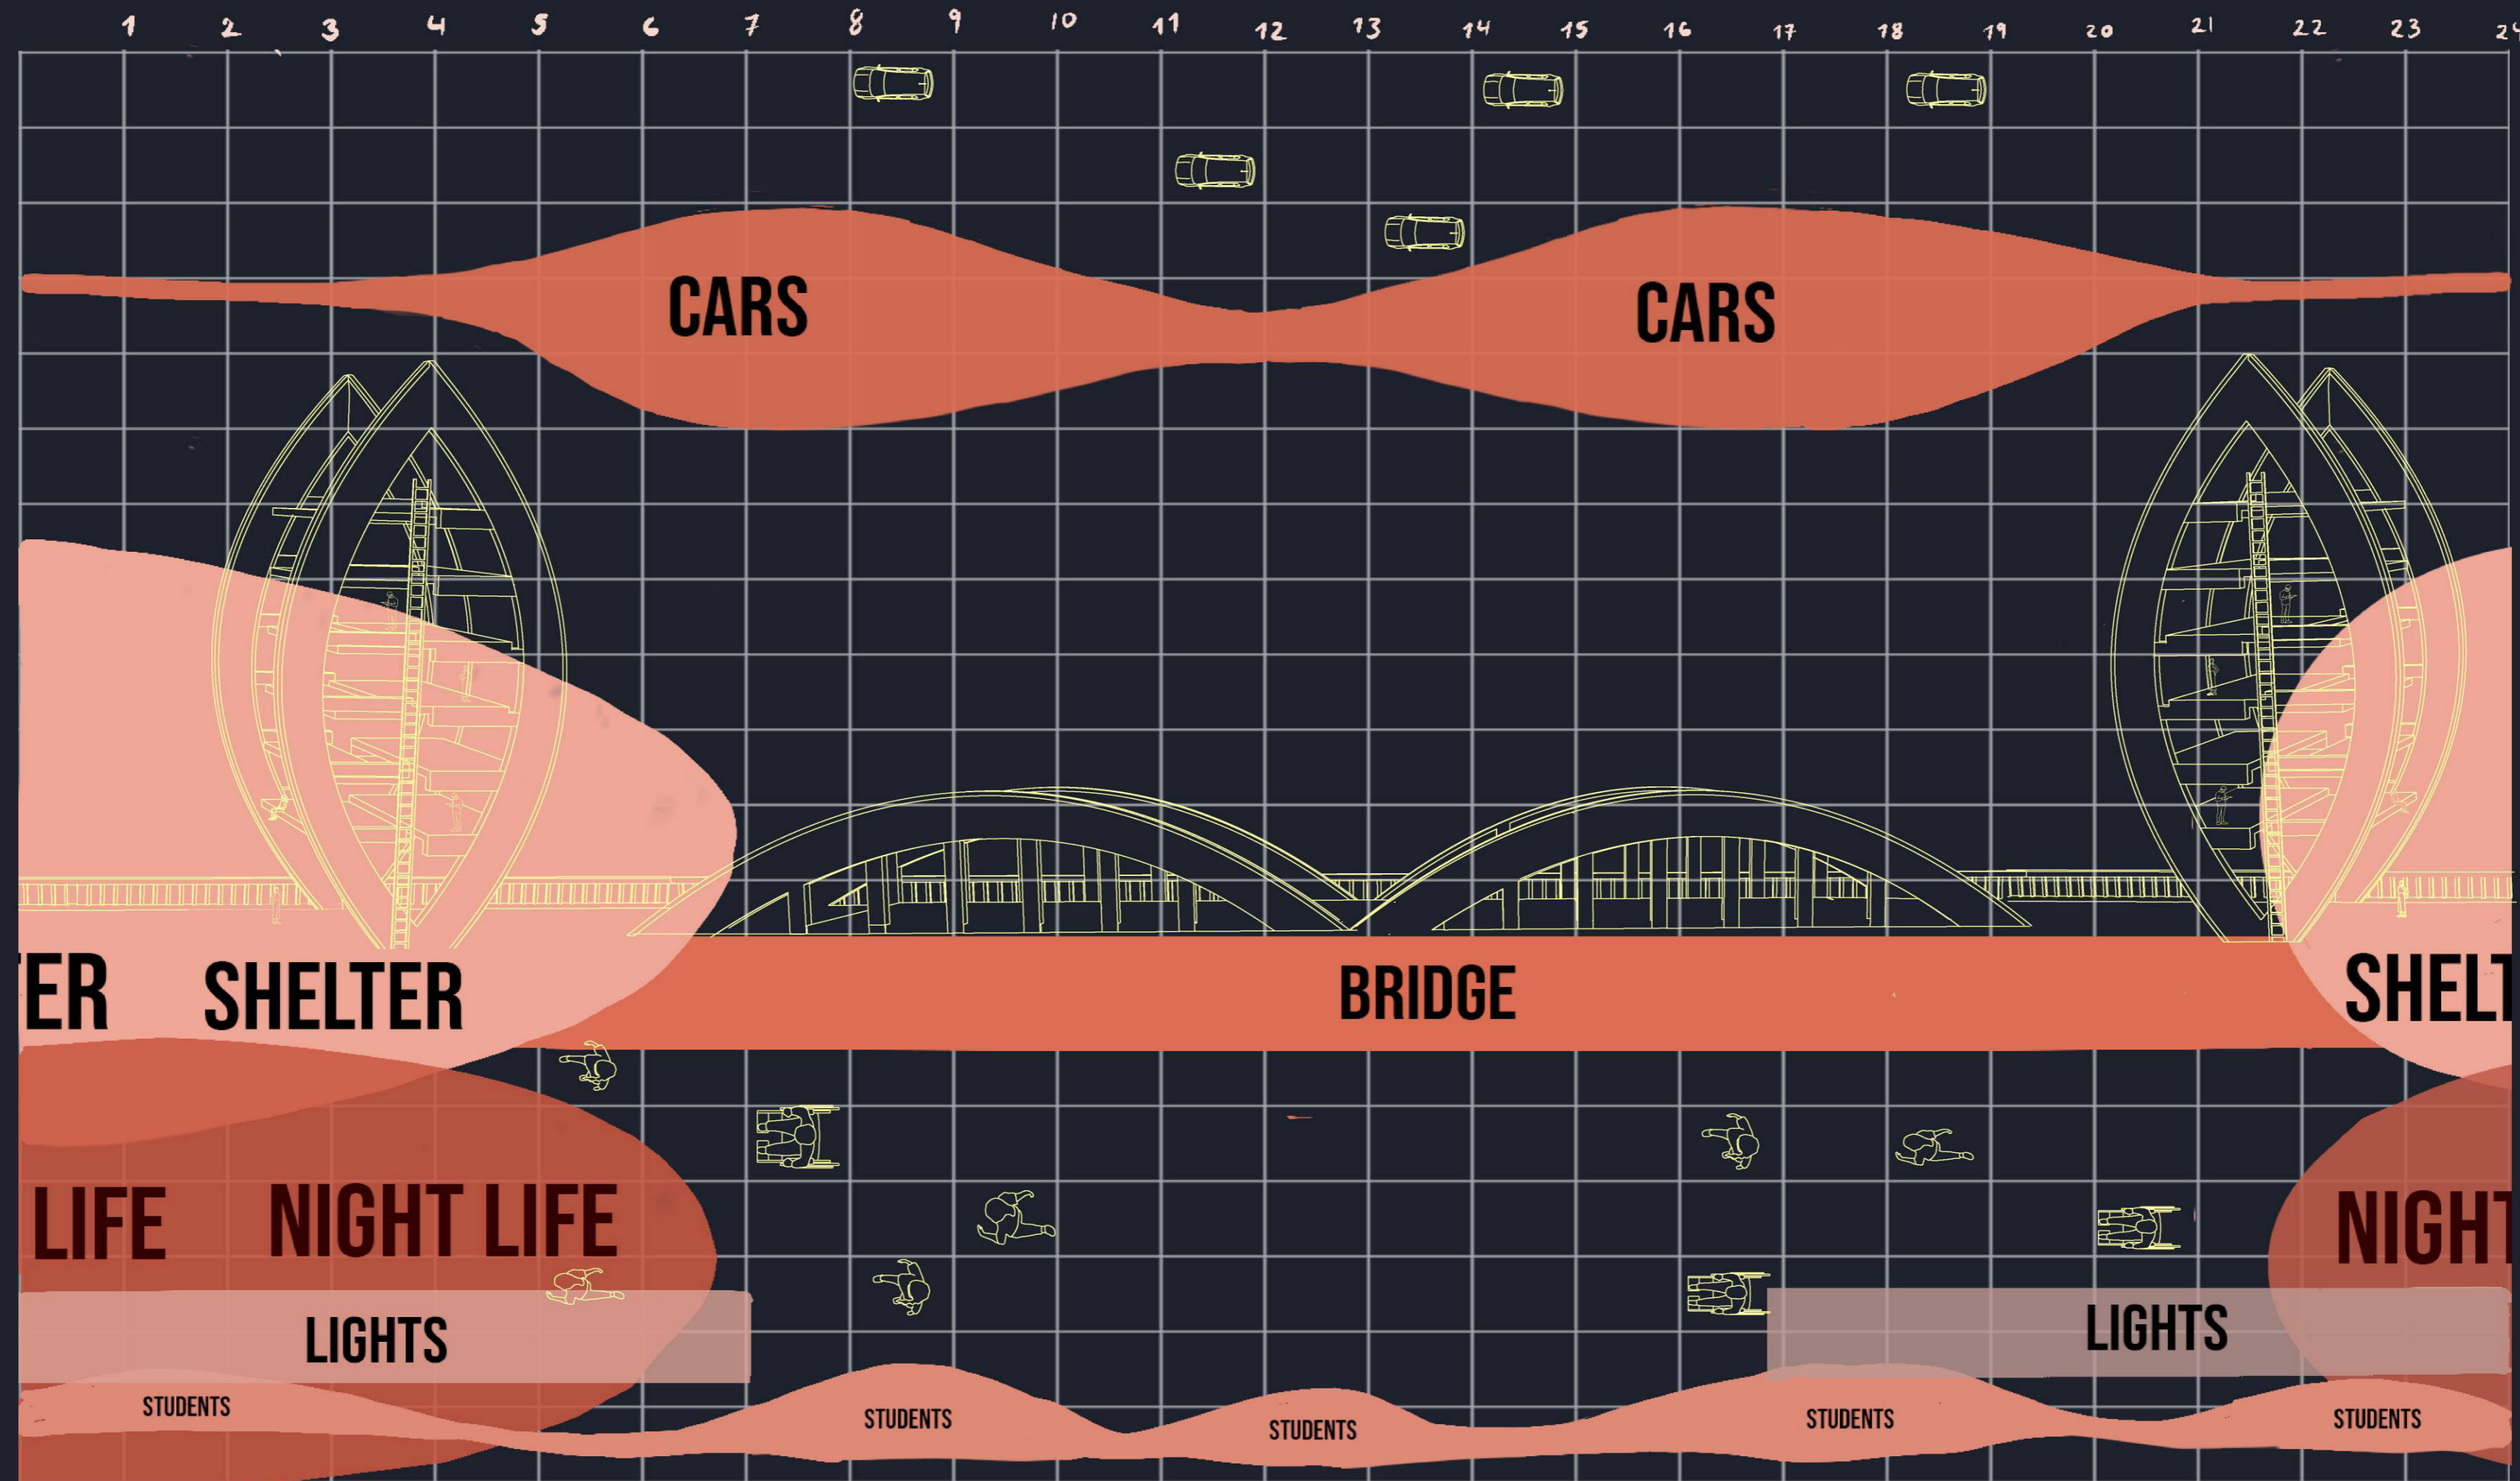 1 2 3 4 5 6 7 8 9 10 11 12 13 14 15 16 17 18 19 20 21 22 23 24
CARS CARS
BRIDGE
ER SHELTER SHELT
LIFE NIGHT LIFE NIGHT
LIGHTS LIGHTS
STUDENTS STUDENTS STUDENTS STUDENTS STUDENTS